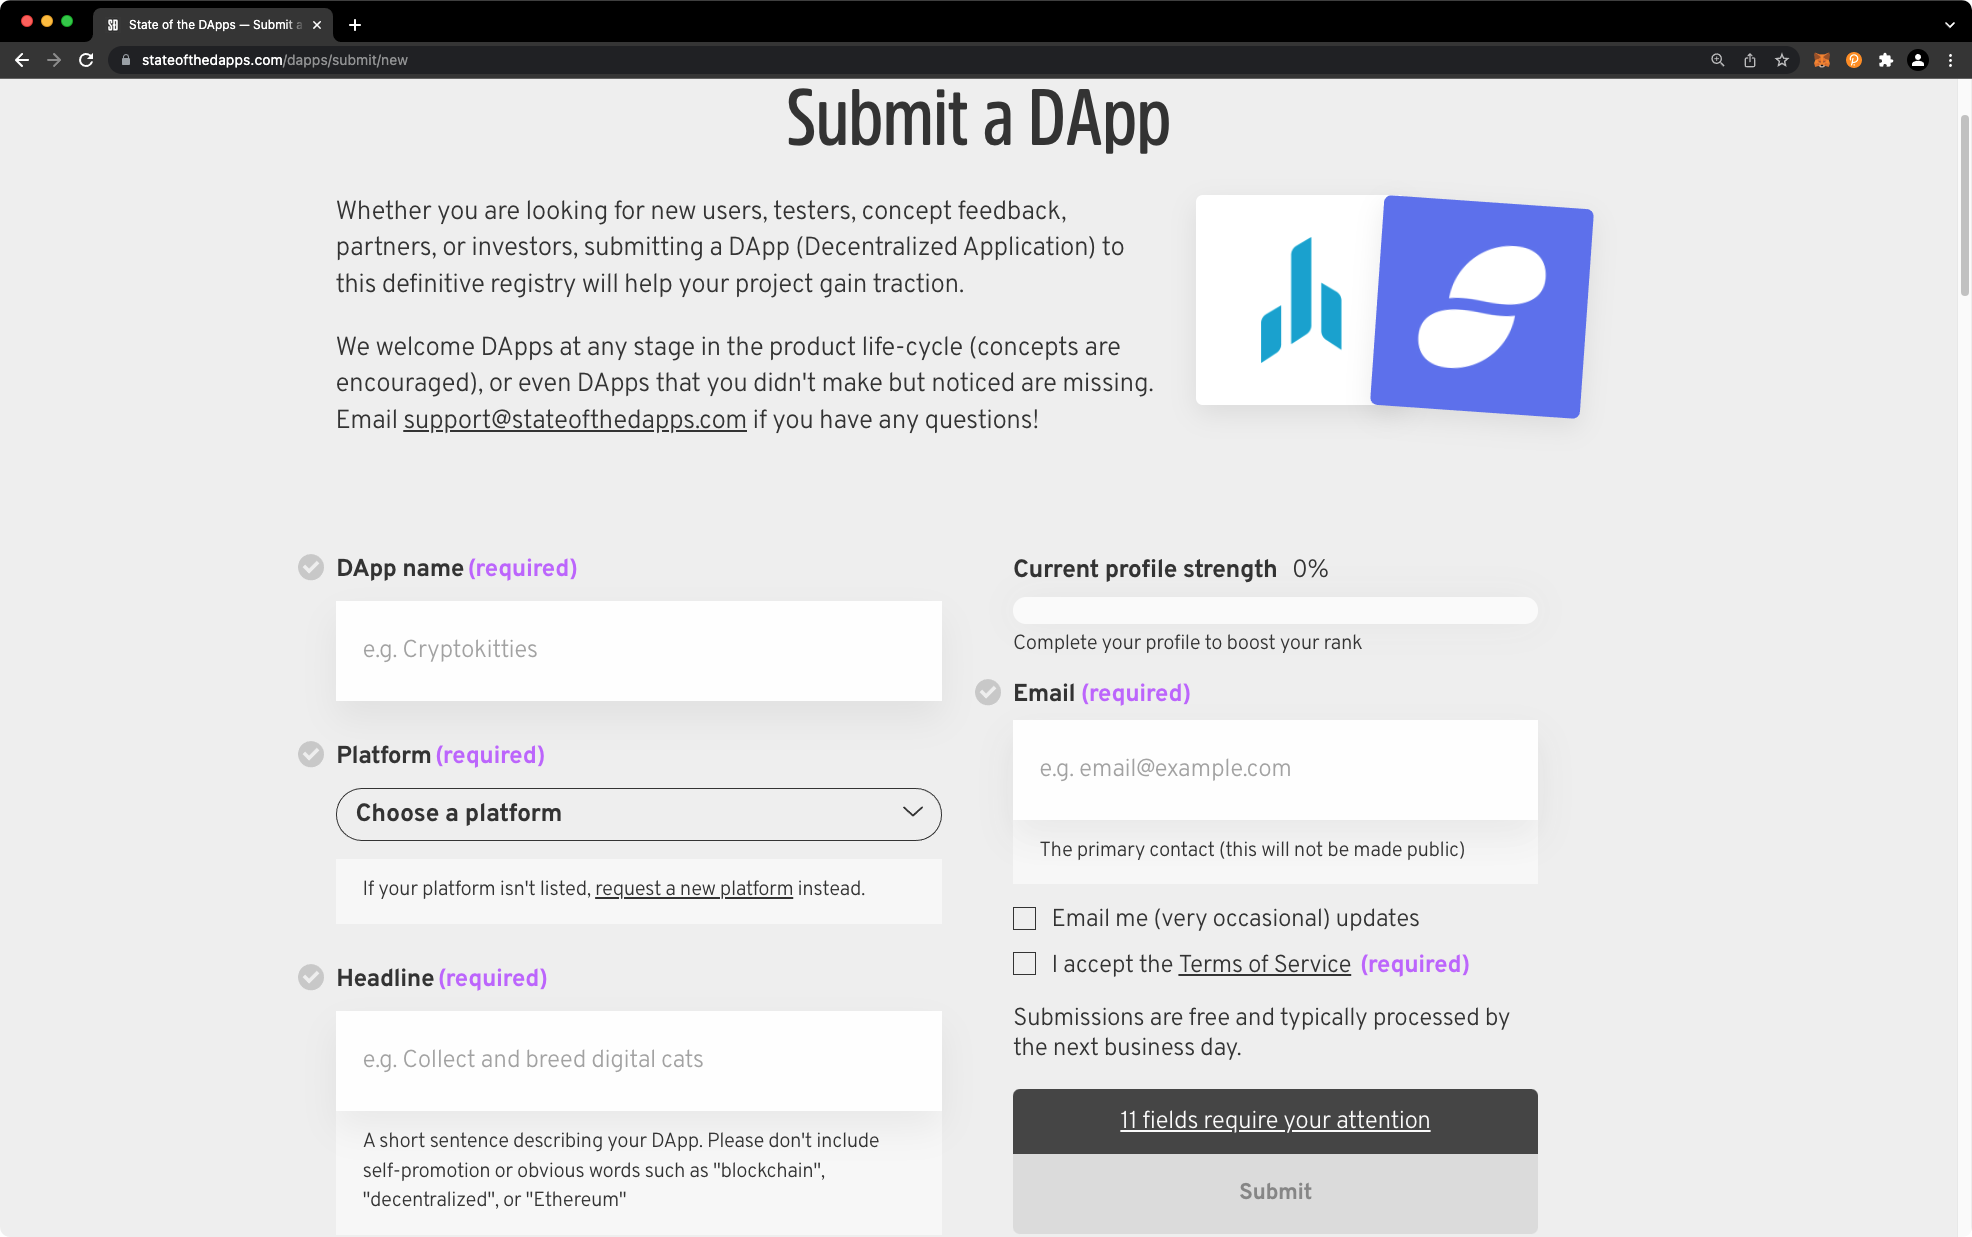 State of the DApps — Submit a
stateofthedapps.com/dapps/submit/new
Submit a DApp
Whether you are looking for new users, testers, concept feedback,
partners, or investors, submitting a DApp (Decentralized Application) to
this definitive registry will help your project gain traction.
We welcome DApps at any stage in the product life-cycle (concepts are
encouraged), or even DApps that you didn't make but noticed are missing.
Email support@stateofthedapps.com if you have any questions!
DApp name (required)
e.g. Cryptokitties
Platform (required)
Choose a platform
If your platform isn't listed, request a new platform instead.
Headline (required)
e.g. Collect and breed digital cats
A short sentence describing your DApp. Please don't include
self-promotion or obvious words such as "blockchain",
"decentralized", or "Ethereum"
Current profile strength 0%
Complete your profile to boost your rank
Email (required)
e.g. email@example.com
The primary contact (this will not be made public)
Email me (very occasional) updates
I accept the Terms of Service (required)
Submissions are free and typically processed by
the next business day.
11 fields require your attention
Submit